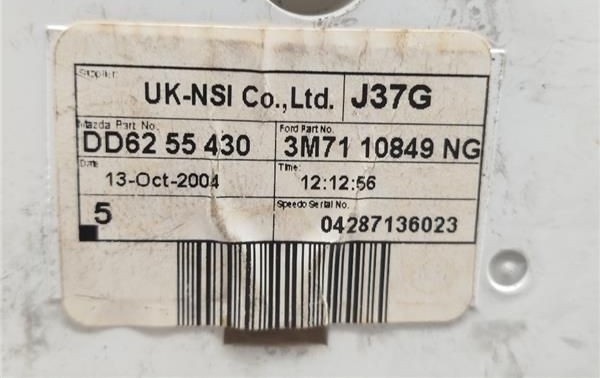 Supplier:
UK-NSI Co.,Ltd. J37G
Mazda Part No. Ford Part No.
DD62 55 430 3M71 10849 NG
Date Time:
13-Oct-2004 12:12:56
5 Speedo Serial No.
04287136023